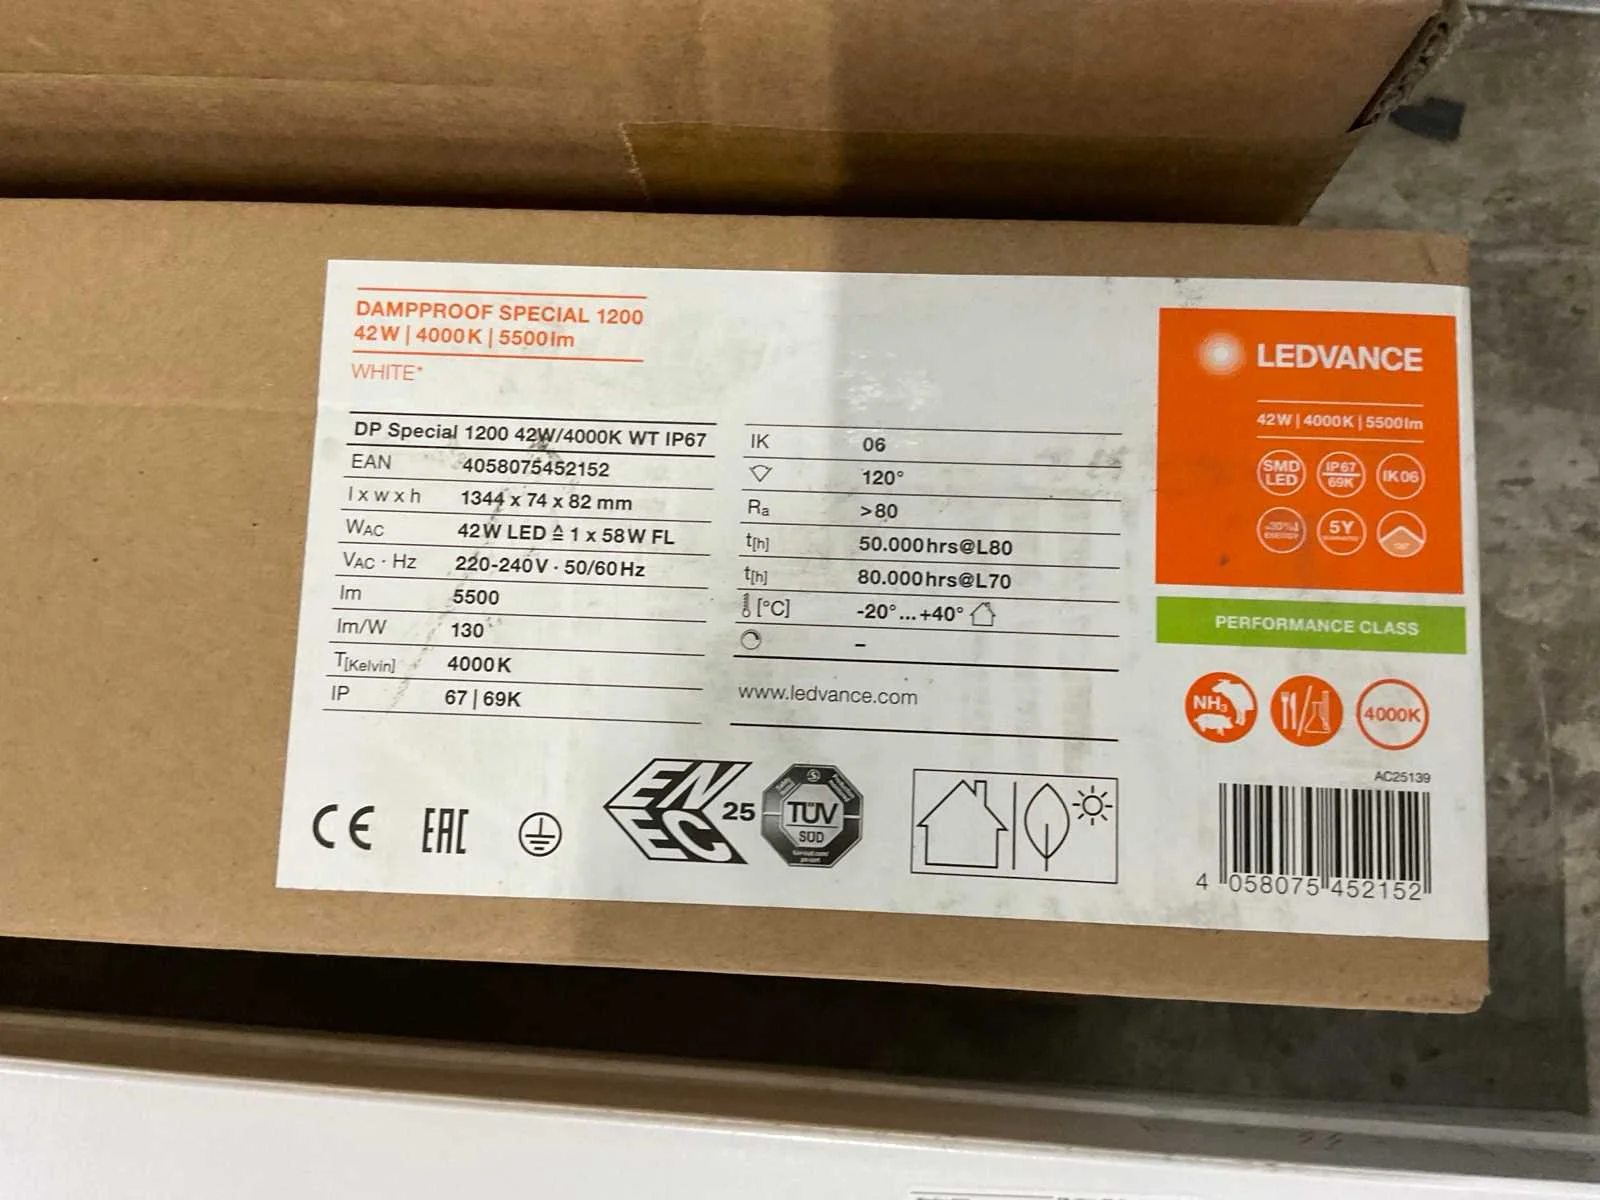 DAMPPROOF SPECIAL 1200
42W | 4000K | 5500lm
WHITE*
DP Special 1200 42W/4000K WT IP67
EAN 4058075452152
l x w x h 1344 x 74 x 82 mm
WAC 42W LED ≙ 1 x 58W FL
VAC · Hz 220-240V · 50/60Hz
lm 5500
lm/W 130
T[Kelvin] 4000K
IP 67 | 69K
IK 06
120°
Ra >80
t[h] 50.000hrs@L80
t[h] 80.000hrs@L70
[°C] -20°...+40°
–
www.ledvance.com
CE
EAC
ENEC 25
TÜV
SÜD
LEDVANCE
42W | 4000K | 5500lm
SMD
LED
IP67
69K
IK06
ENERGY
5Y
GUARANTEE
120°
PERFORMANCE CLASS
NH3
4000K
AC25139
4 058075 452152